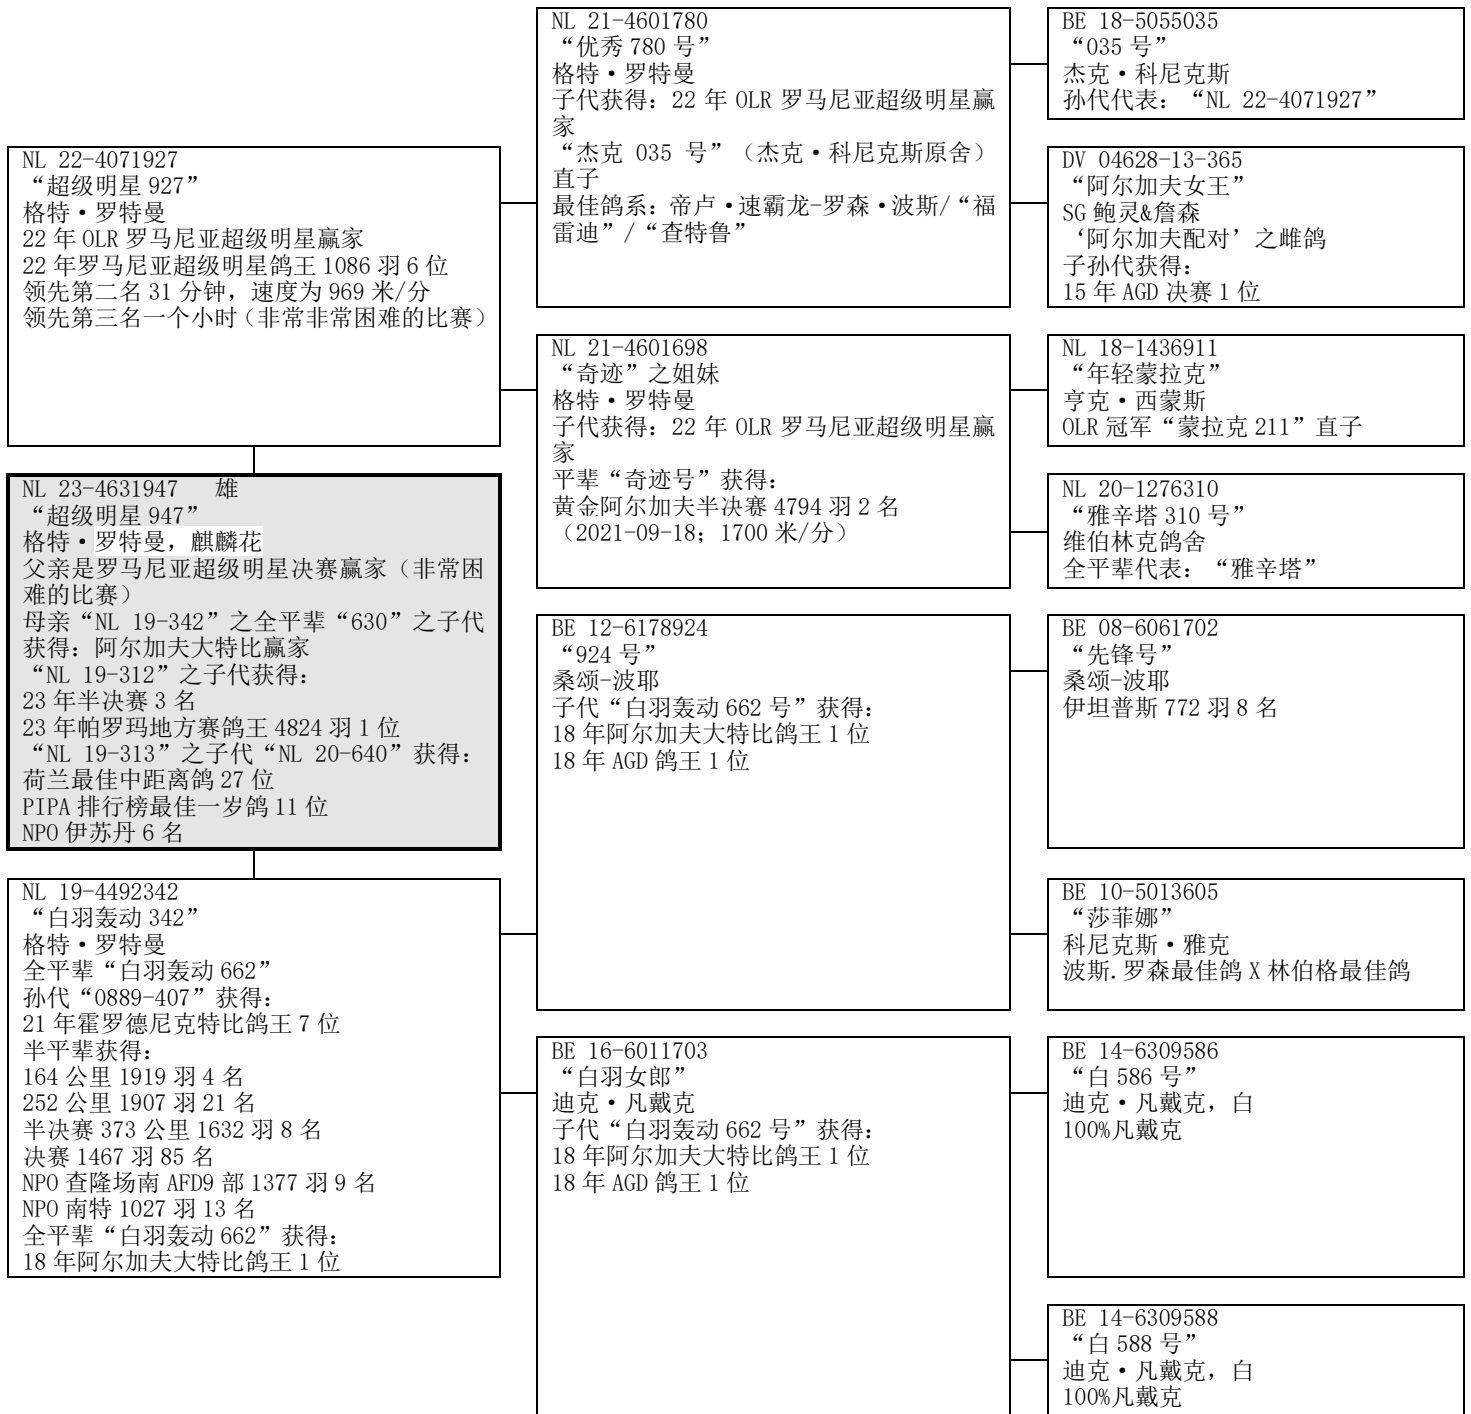 NL 22-4071927
“超级明星 927”
格特·罗特曼
22 年 OLR 罗马尼亚超级明星赢家
22 年罗马尼亚超级明星鸽王 1086 羽 6 位
领先第二名 31 分钟，速度为 969 米/分
领先第三名一个小时（非常非常困难的比赛）
NL 23-4631947 雄
“超级明星 947”
格特·罗特曼，麒麟花
父亲是罗马尼亚超级明星决赛赢家（非常困
难的比赛）
母亲“NL 19-342”之全平辈“630”之子代
获得：阿尔加夫大特比赢家
“NL 19-312”之子代获得：
23 年半决赛 3 名
23 年帕罗玛地方赛鸽王 4824 羽 1 位
“NL 19-313”之子代“NL 20-640”获得：
荷兰最佳中距离鸽 27 位
PIPA 排行榜最佳一岁鸽 11 位
NPO 伊苏丹 6 名
NL 19-4492342
“白羽轰动 342”
格特·罗特曼
全平辈“白羽轰动 662”
孙代“0889-407”获得：
21 年霍罗德尼克特比鸽王 7 位
半平辈获得：
164 公里 1919 羽 4 名
252 公里 1907 羽 21 名
半决赛 373 公里 1632 羽 8 名
决赛 1467 羽 85 名
NPO 查隆场南 AFD9 部 1377 羽 9 名
NPO 南特 1027 羽 13 名
全平辈“白羽轰动 662”获得：
18 年阿尔加夫大特比鸽王 1 位
NL 21-4601780
“优秀 780 号”
格特·罗特曼
子代获得：22 年 OLR 罗马尼亚超级明星赢
家
“杰克 035 号”（杰克·科尼克斯原舍）
直子
最佳鸽系：帝卢·速霸龙-罗森·波斯/“福
雷迪”/“查特鲁”
NL 21-4601698
“奇迹”之姐妹
格特·罗特曼
子代获得：22 年 OLR 罗马尼亚超级明星赢
家
平辈“奇迹号”获得：
黄金阿尔加夫半决赛 4794 羽 2 名
（2021-09-18；1700 米/分）
BE 12-6178924
“924 号”
桑颂-波耶
子代“白羽轰动 662 号”获得：
18 年阿尔加夫大特比鸽王 1 位
18 年 AGD 鸽王 1 位
BE 16-6011703
“白羽女郎”
迪克·凡戴克
子代“白羽轰动 662 号”获得：
18 年阿尔加夫大特比鸽王 1 位
18 年 AGD 鸽王 1 位
BE 18-5055035
“035 号”
杰克·科尼克斯
孙代代表：“NL 22-4071927”
DV 04628-13-365
“阿尔加夫女王”
SG 鲍灵&詹森
‘阿尔加夫配对’之雌鸽
子孙代获得：
15 年 AGD 决赛 1 位
NL 18-1436911
“年轻蒙拉克”
亨克·西蒙斯
OLR 冠军“蒙拉克 211”直子
NL 20-1276310
“雅辛塔 310 号”
维伯林克鸽舍
全平辈代表：“雅辛塔”
BE 08-6061702
“先锋号”
桑颂-波耶
伊坦普斯 772 羽 8 名
BE 10-5013605
“莎菲娜”
科尼克斯·雅克
波斯.罗森最佳鸽 X 林伯格最佳鸽
BE 14-6309586
“白 586 号”
迪克·凡戴克，白
100%凡戴克
BE 14-6309588
“白 588 号”
迪克·凡戴克，白
100%凡戴克